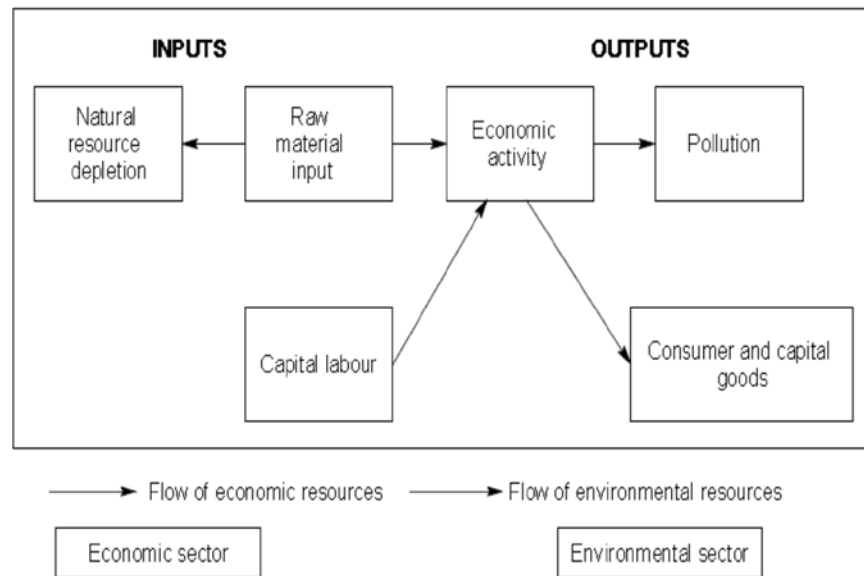 INPUTS
OUTPUTS
Natural
resource
depletion
Raw
material
input
Economic
activity
Pollution
Capital labour
Consumer and capital
goods
Flow of economic resources
Flow of environmental resources
Economic sector
Environmental sector